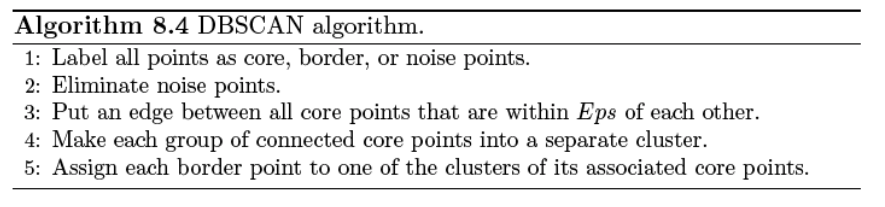 Algorithm 8.4 DBSCAN algorithm.
1: Label all points as core, border, or noise points.
2: Eliminate noise points.
3: Put an edge between all core points that are within Eps of each other.
4: Make each group of connected core points into a separate cluster.
5: Assign each border point to one of the clusters of its associated core points.